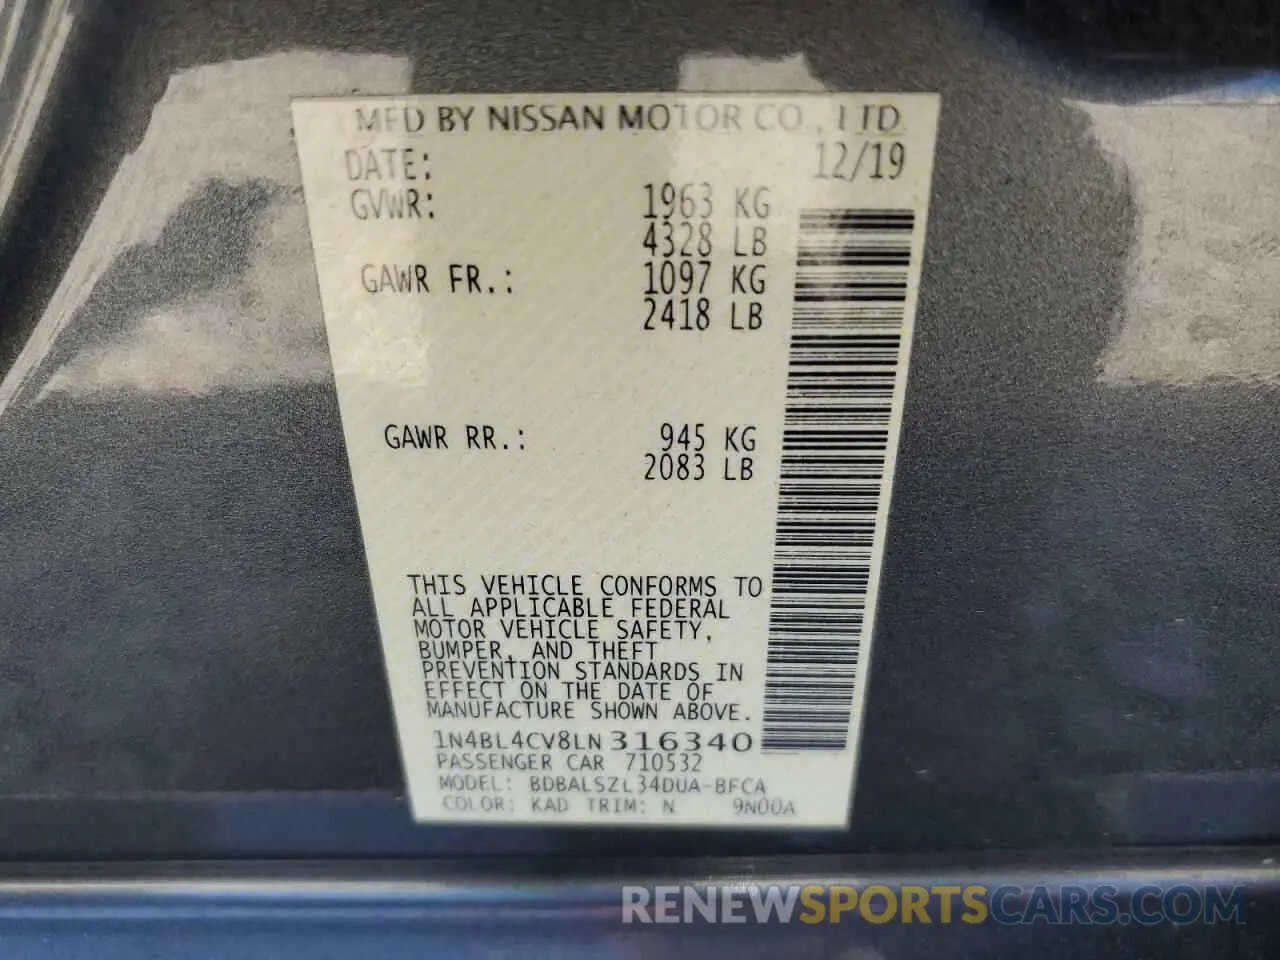 MFD BY NISSAN MOTOR CO., LTD
DATE: 12/19
GVWR: 1963 KG
4328 LB
GAWR FR.: 1097 KG
2418 LB
GAWR RR.: 945 KG
2083 LB
THIS VEHICLE CONFORMS TO
ALL APPLICABLE FEDERAL
MOTOR VEHICLE SAFETY,
BUMPER, AND THEFT
PREVENTION STANDARDS IN
EFFECT ON THE DATE OF
MANUFACTURE SHOWN ABOVE.
1N4BL4CV8LN316340
PASSENGER CAR 710532
MODEL: BDBALSZL34DUA-BFCA
COLOR: KAD TRIM: N 9N00A
RENEWSPORTSCARS.COM